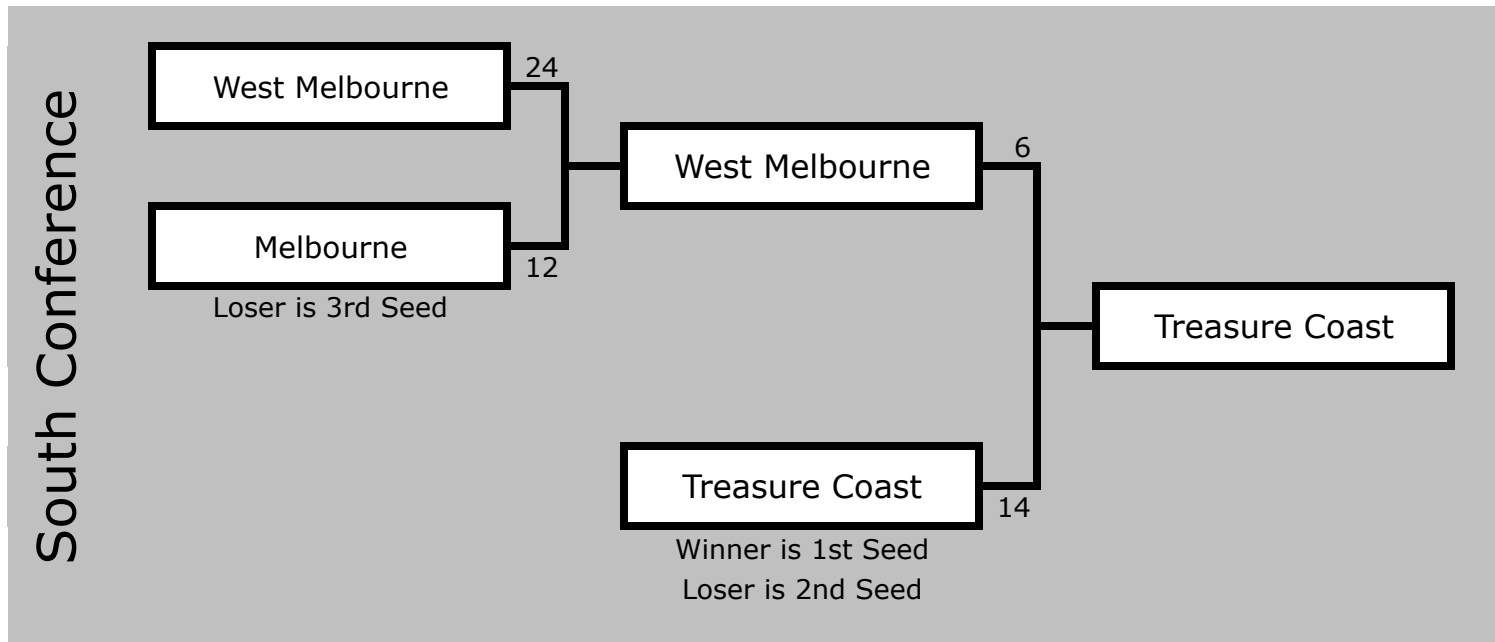 South Conference
West Melbourne
24
Melbourne
12
Loser is 3rd Seed
West Melbourne
6
Treasure Coast
14
Winner is 1st Seed
Loser is 2nd Seed
Treasure Coast